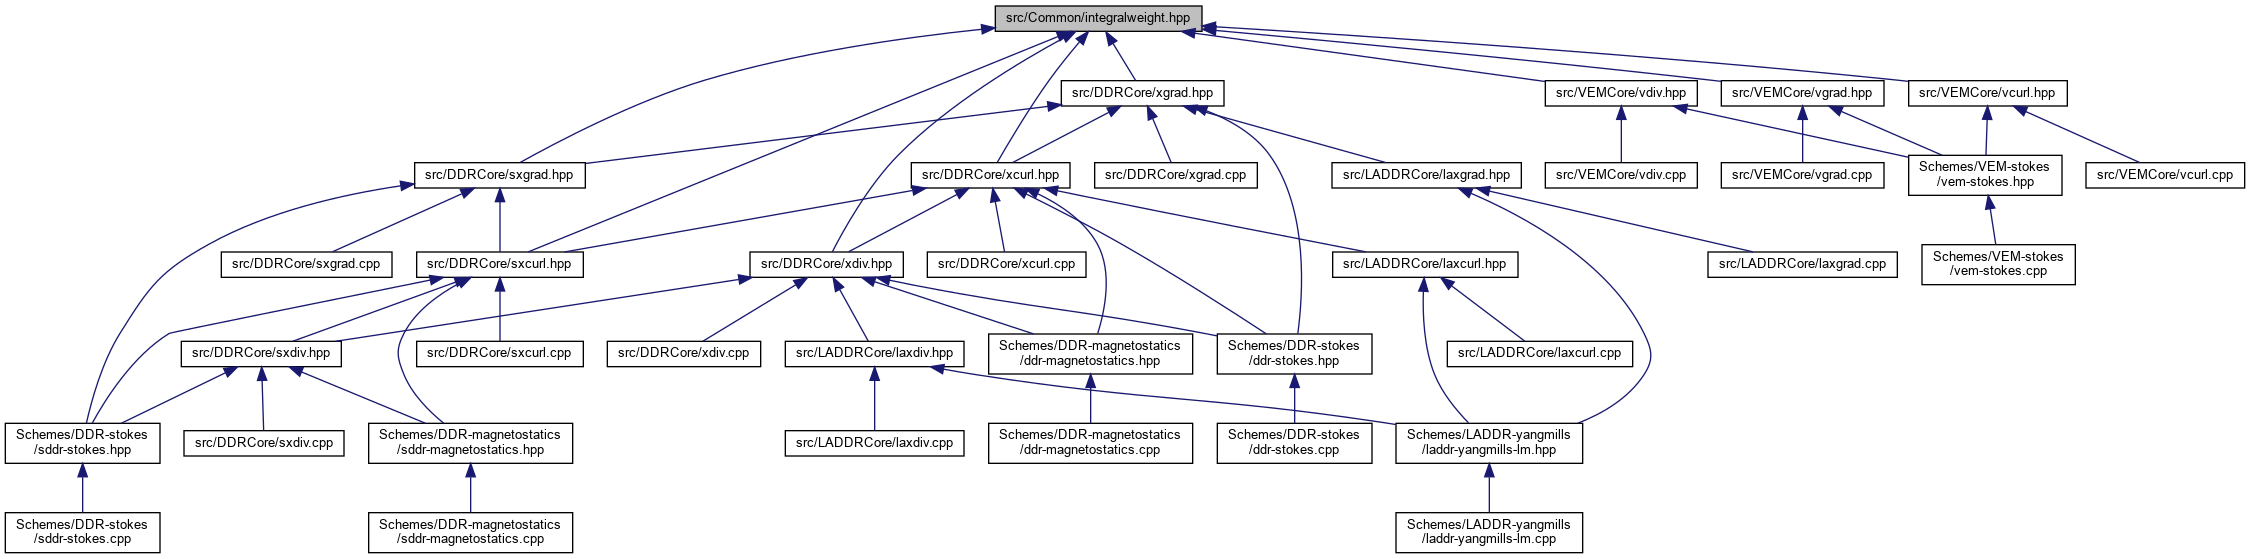 src/Common/integralweight.hpp
src/DDRCore/xgrad.hpp
src/VEMCore/vdiv.hpp
src/VEMCore/vgrad.hpp
src/VEMCore/vcurl.hpp
src/DDRCore/sxgrad.hpp
src/DDRCore/xcurl.hpp
src/DDRCore/xgrad.cpp
src/LADDRCore/laxgrad.hpp
src/VEMCore/vdiv.cpp
src/VEMCore/vgrad.cpp
Schemes/VEM-stokes
/vem-stokes.hpp
src/VEMCore/vcurl.cpp
src/DDRCore/sxgrad.cpp
src/DDRCore/sxcurl.hpp
src/DDRCore/xdiv.hpp
src/DDRCore/xcurl.cpp
src/LADDRCore/laxcurl.hpp
src/LADDRCore/laxgrad.cpp
Schemes/VEM-stokes
/vem-stokes.cpp
src/DDRCore/sxdiv.hpp
src/DDRCore/sxcurl.cpp
src/DDRCore/xdiv.cpp
src/LADDRCore/laxdiv.hpp
Schemes/DDR-magnetostatics
/ddr-magnetostatics.hpp
Schemes/DDR-stokes
/ddr-stokes.hpp
src/LADDRCore/laxcurl.cpp
Schemes/DDR-stokes
/sddr-stokes.hpp
src/DDRCore/sxdiv.cpp
Schemes/DDR-magnetostatics
/sddr-magnetostatics.hpp
src/LADDRCore/laxdiv.cpp
Schemes/DDR-magnetostatics
/ddr-magnetostatics.cpp
Schemes/DDR-stokes
/ddr-stokes.cpp
Schemes/LADDR-yangmills
/laddr-yangmills-lm.hpp
Schemes/DDR-stokes
/sddr-stokes.cpp
Schemes/DDR-magnetostatics
/sddr-magnetostatics.cpp
Schemes/LADDR-yangmills
/laddr-yangmills-lm.cpp